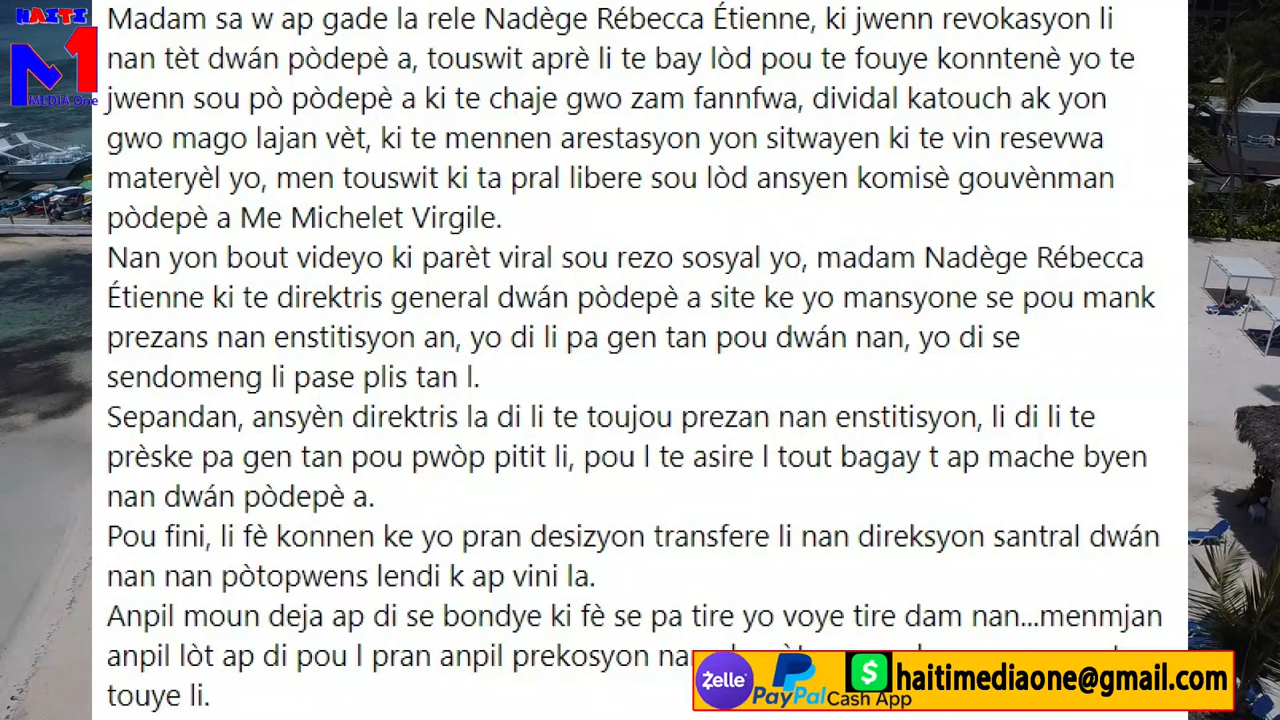 HAITI
M1
MEDIA One
Madam sa w ap gade la rele Nadège Rébecca Étienne, ki jwenn revokasyon li
nan tèt dwán pòdepè a, touswit aprè li te bay lòd pou te fouye konntenè yo te
jwenn sou pò pòdepè a ki te chaje gwo zam fannfwa, dividal katouch ak yon
gwo mago lajan vèt, ki te mennen arestasyon yon sitwayen ki te vin resevwa
materyèl yo, men touswit ki ta pral libere sou lòd ansyen komisè gouvènman
pòdepè a Me Michelet Virgile.
Nan yon bout videyo ki parèt viral sou rezo sosyal yo, madam Nadège Rébecca
Étienne ki te direktris general dwán pòdepè a site ke yo mansyone se pou mank
prezans nan enstitisyon an, yo di li pa gen tan pou dwán nan, yo di se
sendomeng li pase plis tan l.
Sepandan, ansyèn direktris la di li te toujou prezan nan enstitisyon, li di li te
prèske pa gen tan pou pwòp pitit li, pou l te asire l tout bagay t ap mache byen
nan dwán pòdepè a.
Pou fini, li fè konnen ke yo pran desizyon transfere li nan direksyon santral dwán
nan nan pòtopwens lendi k ap vini la.
Anpil moun deja ap di se bondye ki fè se pa tire yo voye tire dam nan...menmjan
anpil lòt ap di pou l pran anpil prekosyon
touye li.
Zelle
PayPal
Cash App
haitimediaone@gmail.com